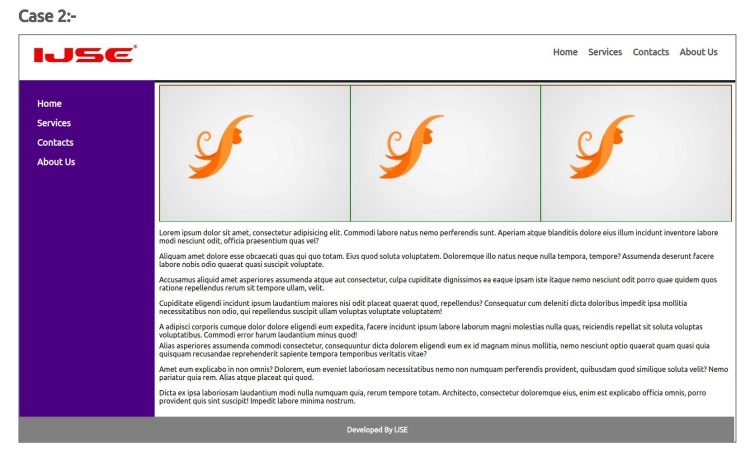 Case 2:-
IJSE
Home Services Contacts About Us
Home
Services
Contacts
About Us
Lorem ipsum dolor sit amet, consectetur adipisicing elit. Commodi labore natus nemo perferendis sunt. Aperiam atque blanditiis dolore eius illum incidunt inventore labore
modi nesciunt odit, officia praesentium quas vel?
Aliquam amet dolore esse obcaecati quas qui quo totam. Eius quod soluta voluptatem. Doloremque illo natus neque nulla tempora, tempore? Assumenda deserunt facere
labore nobis odio quaerat quasi suscipit voluptate.
Accusamus aliquid amet asperiores assumenda atque aut consectetur, culpa cupiditate dignissimos ea eaque ipsam iste itaque nemo nesciunt odit porro quae quidem quos
ratione repellendus rerum sit tempore ullam, velit.
Cupiditate eligendi incidunt ipsum laudantium maiores nisi odit placeat quaerat quod, repellendus? Consequatur cum deleniti dicta doloribus impedit ipsa mollitia
necessitatibus non odio, qui repellendus suscipit ullam voluptas voluptate voluptatem!
A adipisci corporis cumque dolor dolore eligendi eum expedita, facere incidunt ipsum labore laborum magni molestias nulla quas, reiciendis repellat sit soluta voluptas
voluptatibus. Commodi error harum laudantium minus quod!
Alias asperiores assumenda commodi consectetur, consequuntur dicta dolorem eligendi eum ex id magnam minus mollitia, nemo nesciunt optio quaerat quam quasi quia
quisquam recusandae reprehenderit sapiente tempora temporibus veritatis vitae?
Amet eum explicabo in non omnis? Dolorem, eum eveniet laboriosam necessitatibus nemo non numquam perferendis provident, quibusdam quod similique soluta velit? Nemo
pariatur quia rem. Alias atque placeat qui quod.
Dicta ex ipsa laboriosam laudantium modi nulla numquam quia, rerum tempore totam. Architecto, consectetur doloremque eius, enim est explicabo officia omnis, porro
provident quis sint suscipit! Impedit labore minima nostrum.
Developed By IJSE